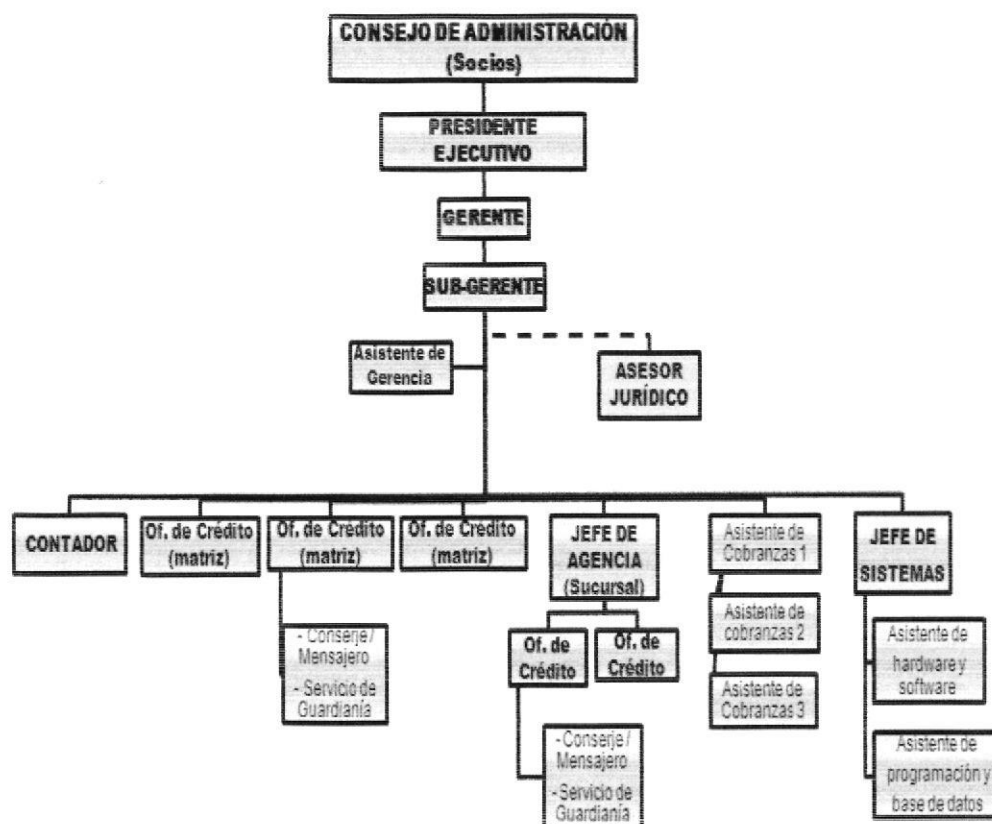 CONSEJO DE ADMINISTRACIÓN
(Socios)
PRESIDENTE
EJECUTIVO
GERENTE
SUB-GERENTE
Asistente de
Gerencia
ASESOR
JURÍDICO
CONTADOR
Of. de Crédito
(matriz)
Of. de Crédito
(matriz)
Of. de Crédito
(matriz)
JEFE DE
AGENCIA
(Sucursal)
Asistente de
Cobranzas 1
JEFE DE
SISTEMAS
- Conserje /
Mensajero
- Servicio de
Guardianía
Of. de
Crédito
Of. de
Crédito
Asistente de
cobranzas 2
Asistente de
Cobranzas 3
Asistente de
hardware y
software
- Conserje /
Mensajero
- Servicio de
Guardianía
Asistente de
programación y
base de datos